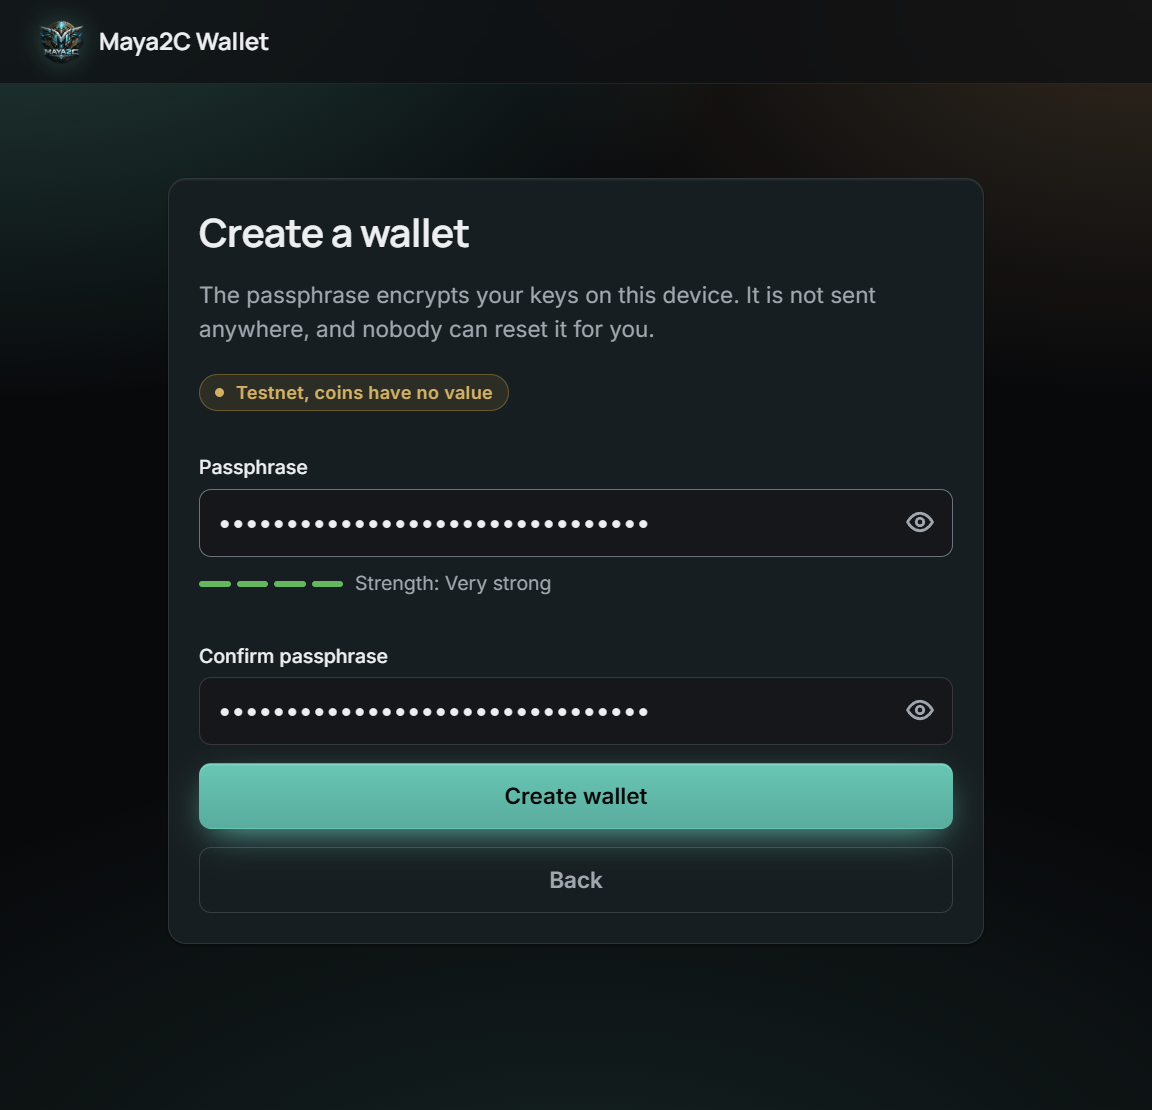 MAYA2C
Maya2C Wallet
Create a wallet
The passphrase encrypts your keys on this device. It is not sent
anywhere, and nobody can reset it for you.
Testnet, coins have no value
Passphrase
Strength: Very strong
Confirm passphrase
Create wallet
Back